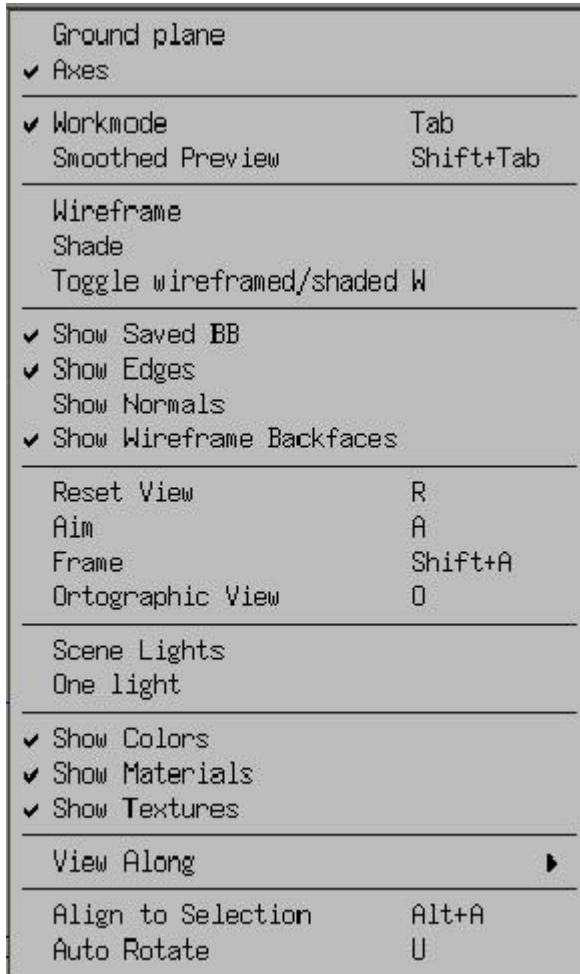 Ground plane
Axes
Workmode Tab
Smoothed Preview Shift+Tab
Wireframe
Shade
Toggle wireframed/shaded W
Show Saved BB
Show Edges
Show Normals
Show Wireframe Backfaces
Reset View R
Aim A
Frame Shift+A
Ortographic View O
Scene Lights
One light
Show Colors
Show Materials
Show Textures
View Along
Align to Selection Alt+A
Auto Rotate U